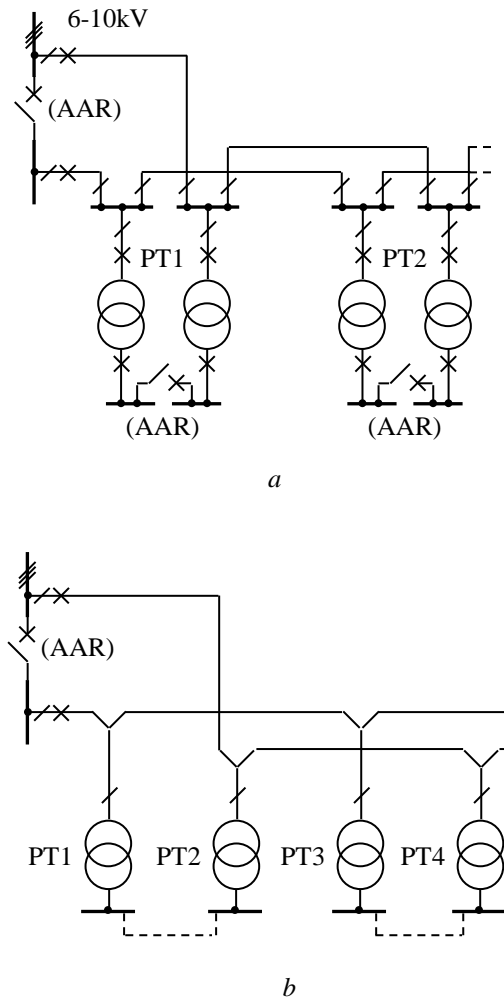 6-10kV
(AAR)
PT1 PT2
(AAR) (AAR)
a
(AAR)
PT1 PT2 PT3 PT4
b